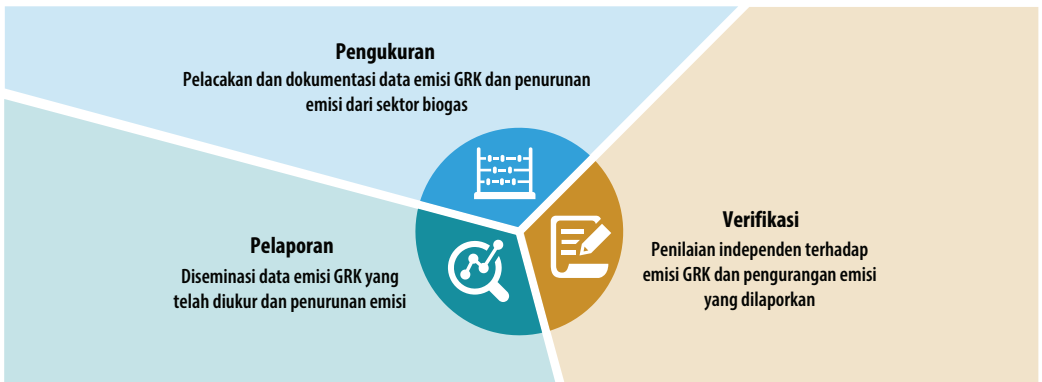 Pengukuran
Pelacakan dan dokumentasi data emisi GRK dan penurunan
emisi dari sektor biogas
Pelaporan
Diseminasi data emisi GRK yang
telah diukur dan penurunan emisi
Verifikasi
Penilaian independen terhadap
emisi GRK dan pengurangan emisi
yang dilaporkan